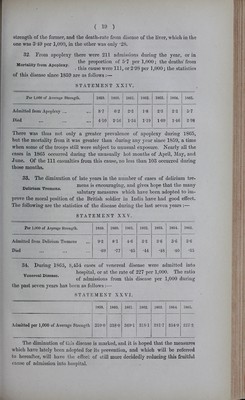 ( 10 )
strength of the former, and the death-rate from disease of the liver, which in the
one was 3·40 per 1,000, in the other was only ·28.
32. From apoplexy there were 211 admissions during the year, or in
Mortality from Apoplexy. the proportion of 5·7 per 1,000; the deaths from
this cause were 111, or 2·98 per 1,000; the statistics
of this disease since 1859 are as follows:—
STATEMENT XXIV.
Per 1,000 of Average Strength. 1859. 1860. 1861. 1862. 1863. 1864. 1865.
Admitted from Apoplexy ...
Died
There was thus not only a greater prevalence of apoplexy during 1865,
but the mortality from it was greater than during any year since 1859, a time
when some of the troops still were subject to unusual exposure. Nearly all the
cases in 1865 occurred during the unusually hot months of April, May, and
June. Of the 111 casualties from this cause, no less than 103 occurred during
those months.
33. The diminution of late years in the number of cases of delirium tre-
Delirium Tremens. mens is encouraging, and gives hope that the many
salutary measures which have been adopted to im-
prove the moral position of the British soldier in India have had good effect.
The following are the statistics of the disease during the last seven years:—
STATEMENT XXV.
Per 1,000 of Average Strength. 1859. 1860. 1861. 1862. 1863. 1864. 1865.
Admitted from Delirium Tremens ...
Died
34. During 1865, 8,454 cases of venereal disease were admitted into
Venereal Disease. hospital, or at the rate of 227 per 1,000. The ratio
of admissions from this disease per 1,000 during
the past seven years has been as follows:—
STATEMENT XXVI.
1859. 1860. 1861. 1862. 1863. 1864. 1865.
Admitted per 1,000 of Average Strength
The diminution of this disease is marked, and it is hoped that the measures
which have lately been adopted for its prevention, and which will be referred
to hereafter, will have the effect of still more decidedly reducing this fruitful
cause of admission into hospital.